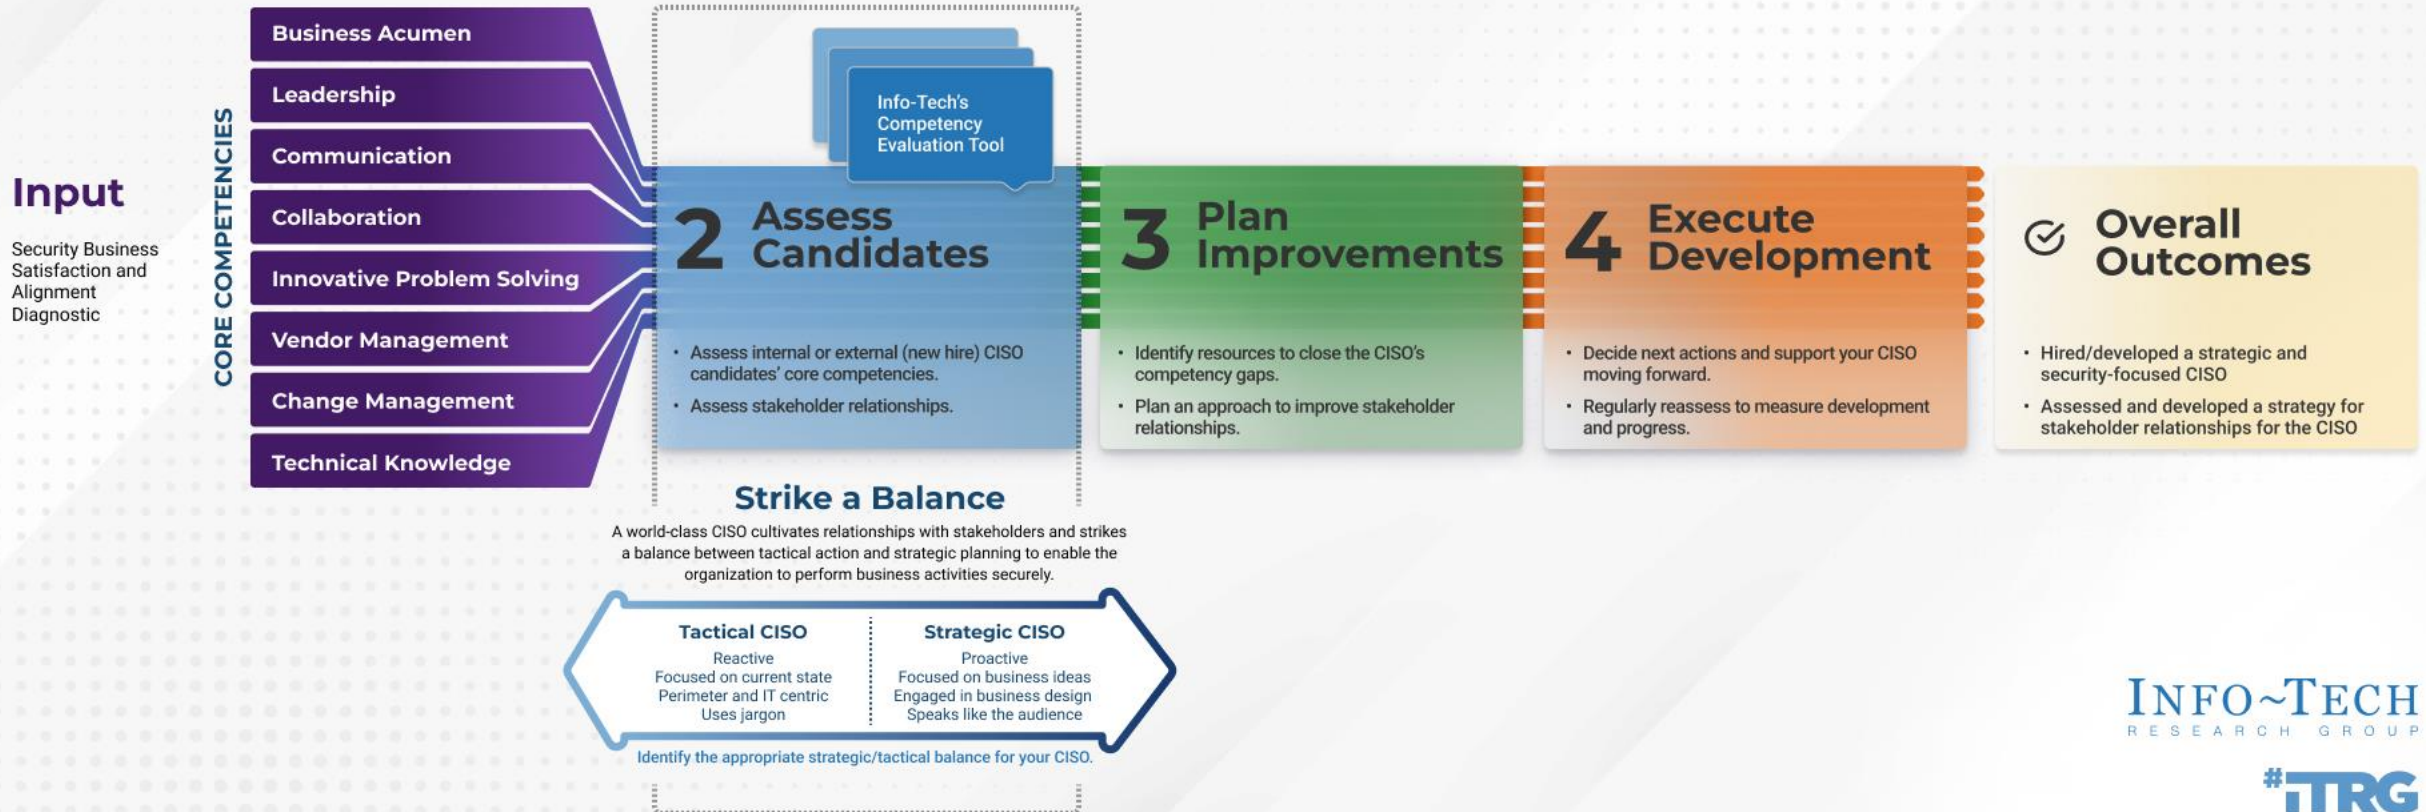 Input
Security Business
Satisfaction and
Alignment
Diagnostic
CORE COMPETENCIES
Business Acumen
Leadership
Communication
Collaboration
Innovative Problem Solving
Vendor Management
Change Management
Technical Knowledge
Info-Tech's
Competency
Evaluation Tool
2 Assess
Candidates
• Assess internal or external (new hire) CISO
candidates' core competencies.
• Assess stakeholder relationships.
3 Plan
Improvements
• Identify resources to close the CISO's
competency gaps.
• Plan an approach to improve stakeholder
relationships.
4 Execute
Development
• Decide next actions and support your CISO
moving forward.
• Regularly reassess to measure development
and progress.
Overall
Outcomes
• Hired/developed a strategic and
security-focused CISO
• Assessed and developed a strategy for
stakeholder relationships for the CISO
Strike a Balance
A world-class CISO cultivates relationships with stakeholders and strikes
a balance between tactical action and strategic planning to enable the
organization to perform business activities securely.
Tactical CISO
Reactive
Focused on current state
Perimeter and IT centric
Uses jargon
Strategic CISO
Proactive
Focused on business ideas
Engaged in business design
Speaks like the audience
Identify the appropriate strategic/tactical balance for your CISO.
INFO~TECH
RESEARCH GROUP
#iTRG